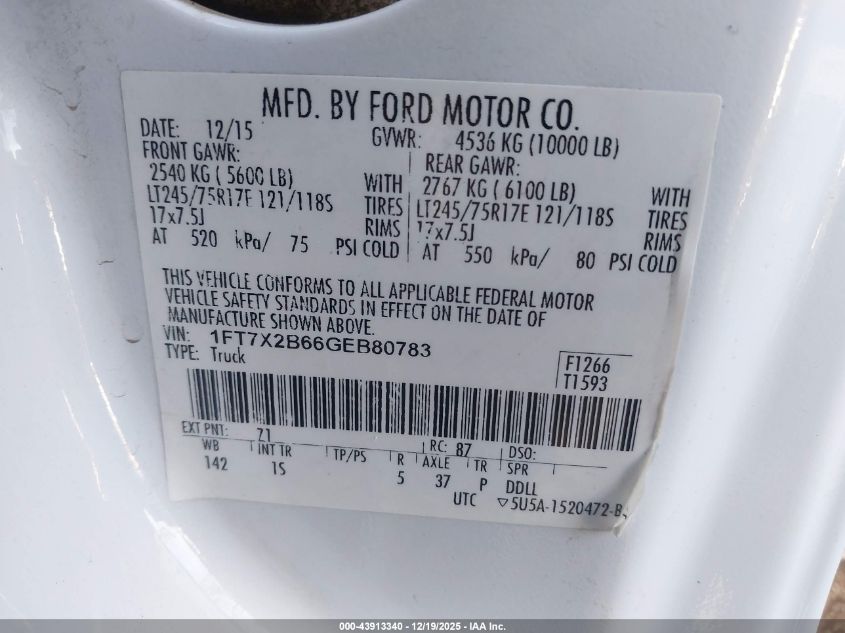 MFD. BY FORD MOTOR CO.
DATE: 12/15 GVWR: 4536 KG (10000 LB)
FRONT GAWR: REAR GAWR:
2540 KG ( 5600 LB) WITH 2767 KG ( 6100 LB) WITH
LT245/75R17E 121/118S TIRES LT245/75R17E 121/118S TIRES
17x7.5J RIMS 17x7.5J RIMS
AT 520 kPa/ 75 PSI COLD AT 550 kPa/ 80 PSI COLD
THIS VEHICLE CONFORMS TO ALL APPLICABLE FEDERAL MOTOR
VEHICLE SAFETY STANDARDS IN EFFECT ON THE DATE OF
MANUFACTURE SHOWN ABOVE.
VIN: 1FT7X2B66GEB80783
TYPE: Truck F1266
T1593
EXT PNT: Z1 RC: 87 DSO:
WB INT TR TP/PS R AXLE TR SPR
142 1S 5 37 P DDLL
UTC ▽5U5A-1520472-B
000-43913340 - 12/19/2025 - IAA Inc.